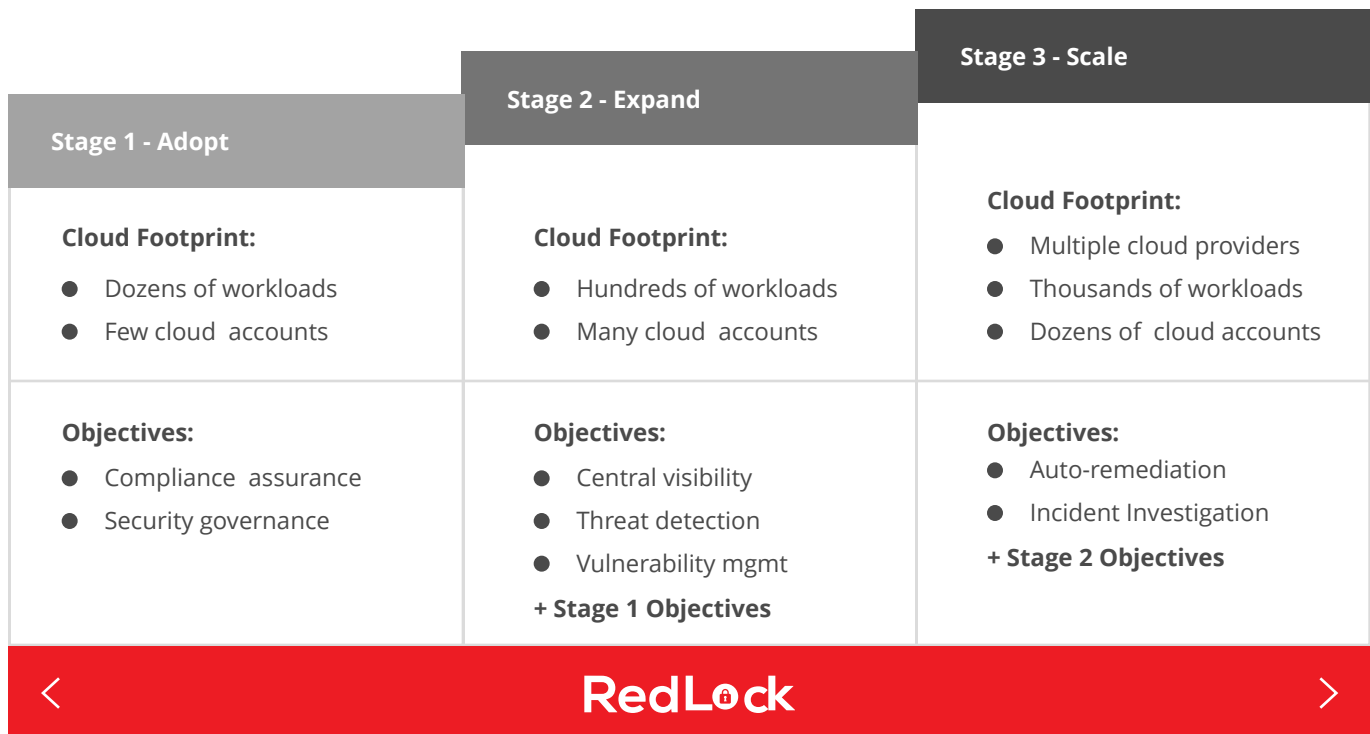 Stage 1 - Adopt
Cloud Footprint:
Dozens of workloads
Few cloud accounts
Objectives:
Compliance assurance
Security governance
Stage 2 - Expand
Cloud Footprint:
Hundreds of workloads
Many cloud accounts
Objectives:
Central visibility
Threat detection
Vulnerability mgmt
+ Stage 1 Objectives
Stage 3 - Scale
Cloud Footprint:
Multiple cloud providers
Thousands of workloads
Dozens of cloud accounts
Objectives:
Auto-remediation
Incident Investigation
+ Stage 2 Objectives
RedLock